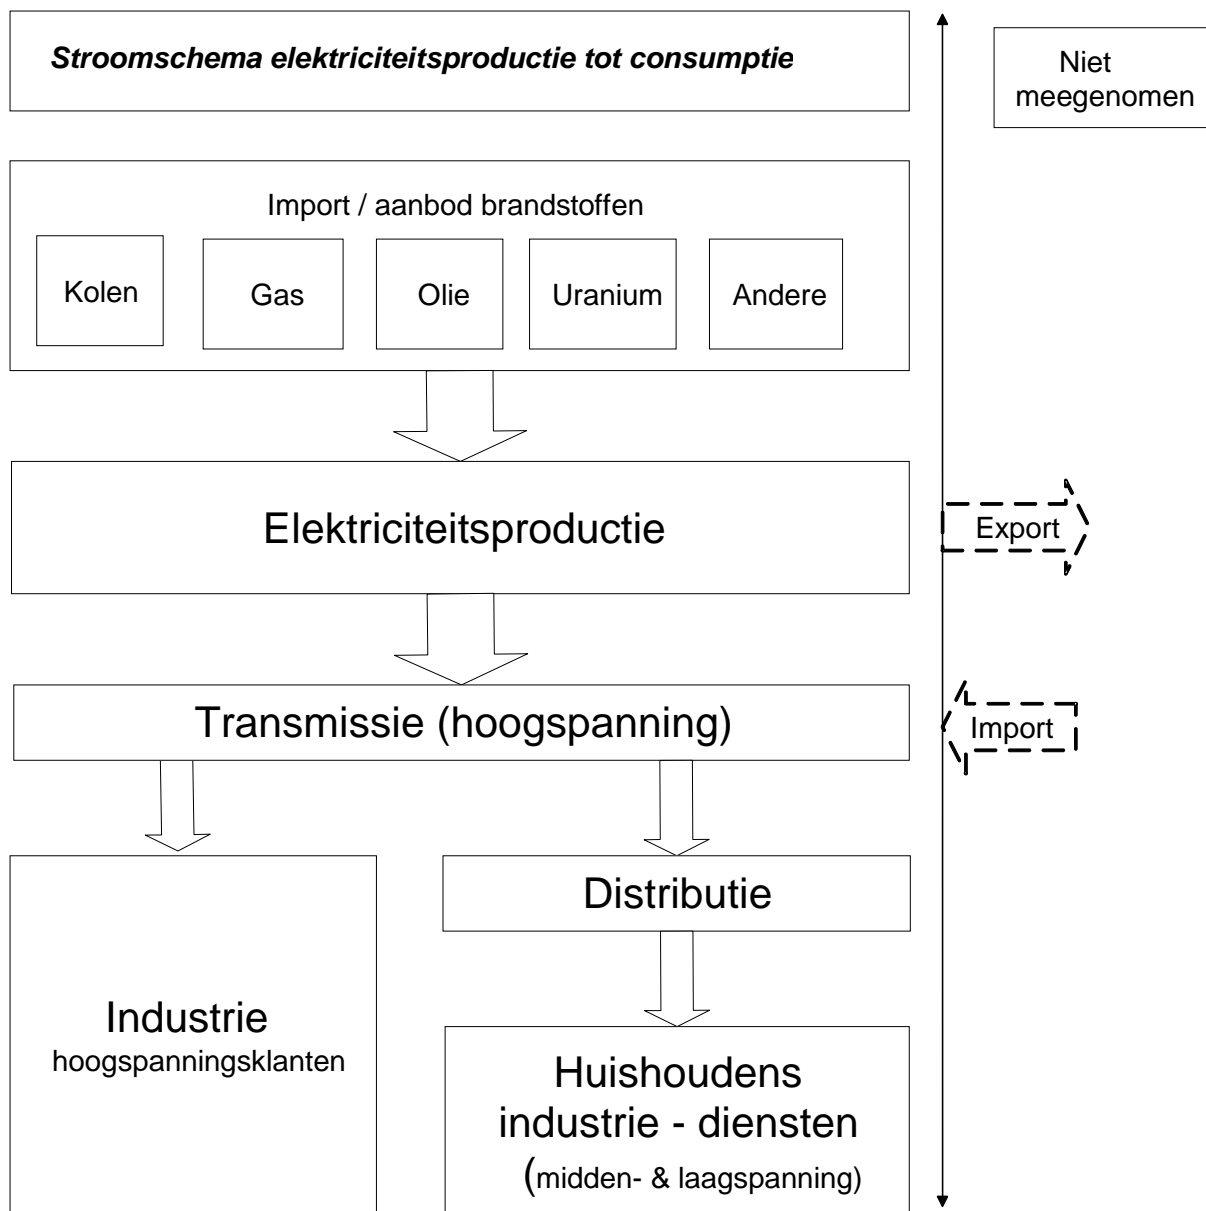 Stroomschema elektriciteitsproductie tot consumptie
Niet
meegenomen
Import / aanbod brandstoffen
Kolen
Gas
Olie
Uranium
Andere
Elektriciteitsproductie
Export
Transmissie (hoogspanning)
Import
Distributie
Industrie
hoogspanningsklanten
Huishoudens
industrie - diensten
(midden- & laagspanning)